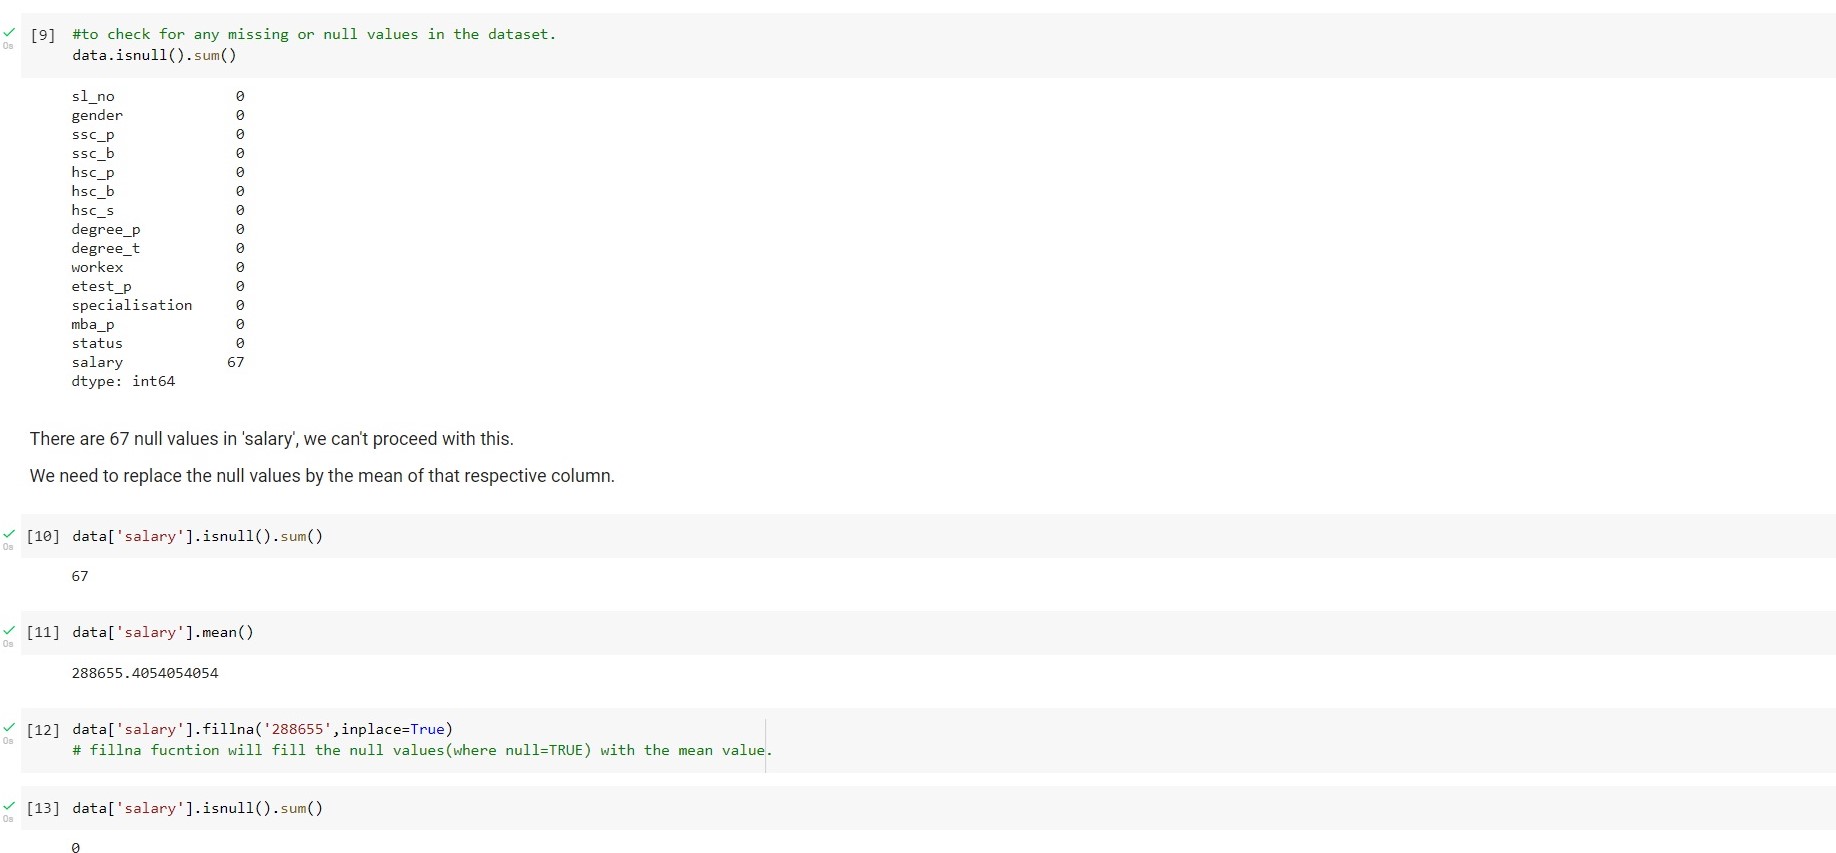 [9] #to check for any missing or null values in the dataset.
0s
data.isnull().sum()
sl_no 0
gender 0
ssc_p 0
ssc_b 0
hsc_p 0
hsc_b 0
hsc_s 0
degree_p 0
degree_t 0
workex 0
etest_p 0
specialisation 0
mba_p 0
status 0
salary 67
dtype: int64
There are 67 null values in 'salary', we can't proceed with this.
We need to replace the null values by the mean of that respective column.
[10] data['salary'].isnull().sum()
0s
67
[11] data['salary'].mean()
0s
288655.4054054054
[12] data['salary'].fillna('288655',inplace=True)
0s
# fillna fucntion will fill the null values(where null=TRUE) with the mean value.
[13] data['salary'].isnull().sum()
0s
0